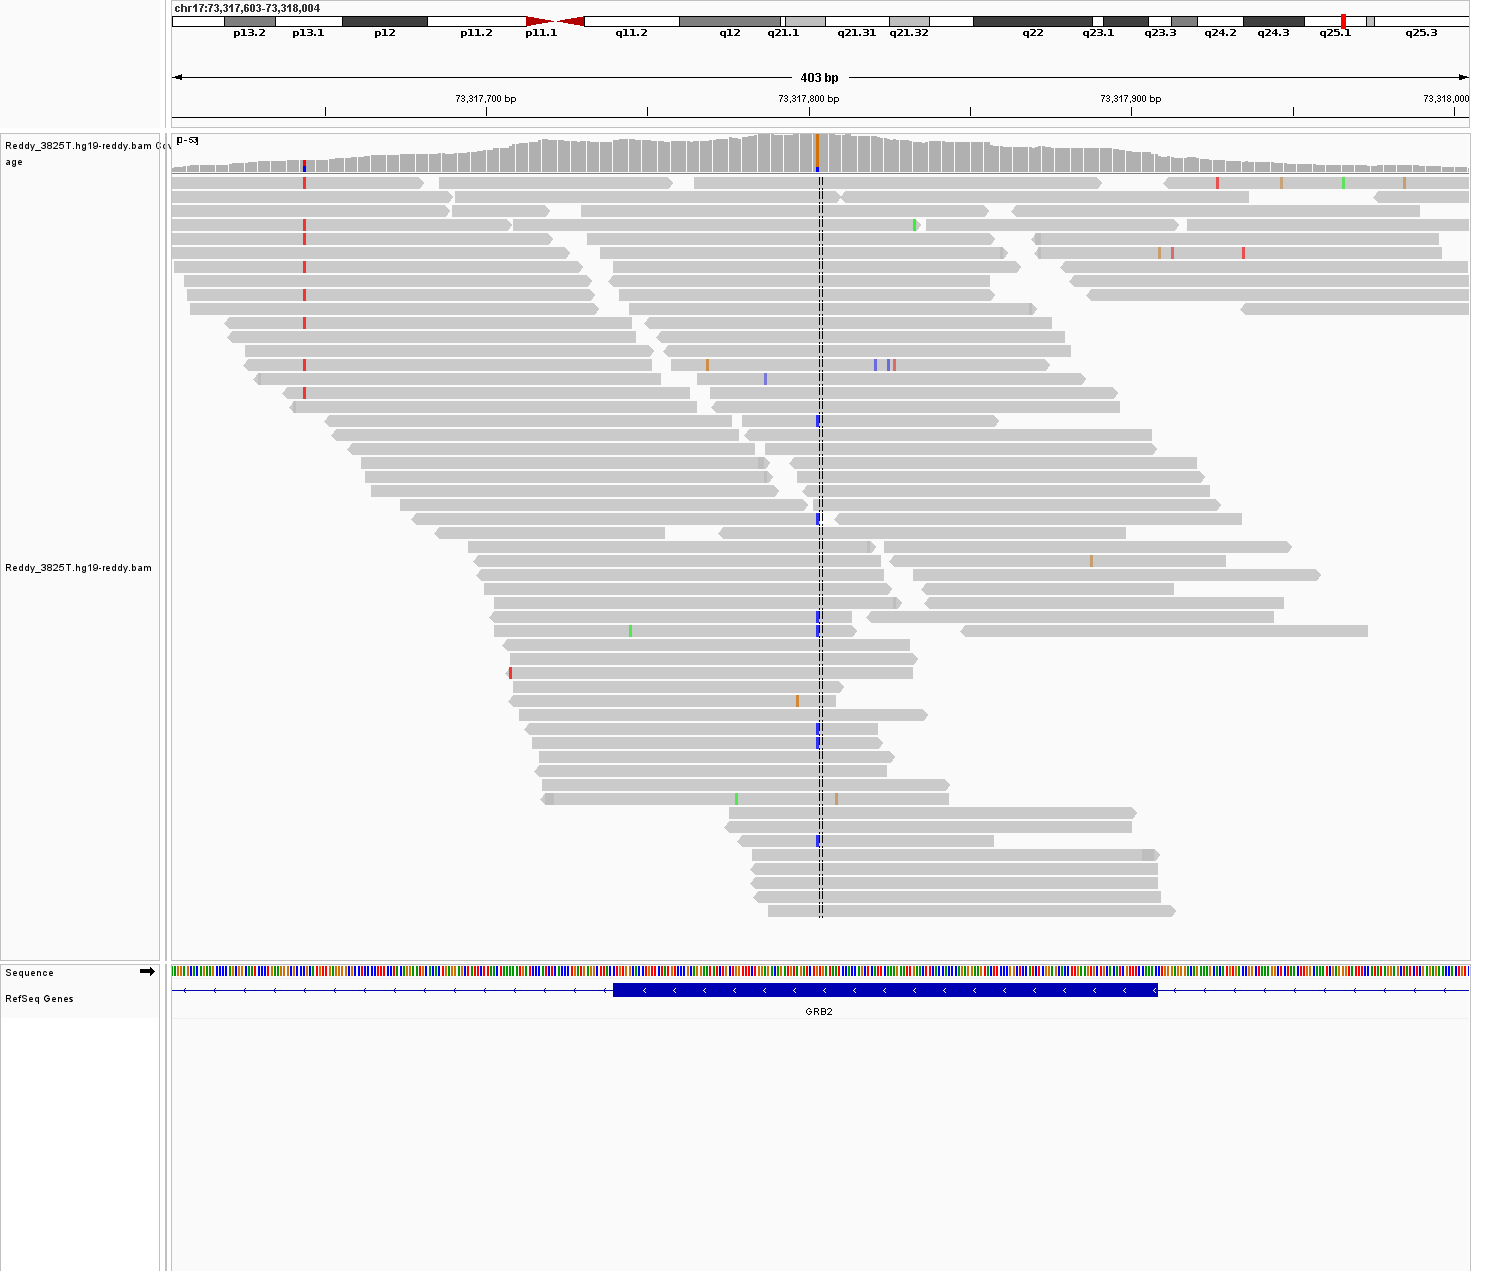 chr17:73,317,603-73,318,004
p13.2 p13.1 p12 p11.2 p11.1 q11.2 q12 q21.1 q21.31 q21.32 q22 q23.1 q23.3 q24.2 q24.3 q25.1 q25.3
403 bp
73,317,700 bp 73,317,800 bp 73,317,900 bp 73,318,000
Reddy_3825T.hg19-reddy.bam Cov
age
[0-53]
Reddy_3825T.hg19-reddy.bam
Sequence
RefSeq Genes
GRB2